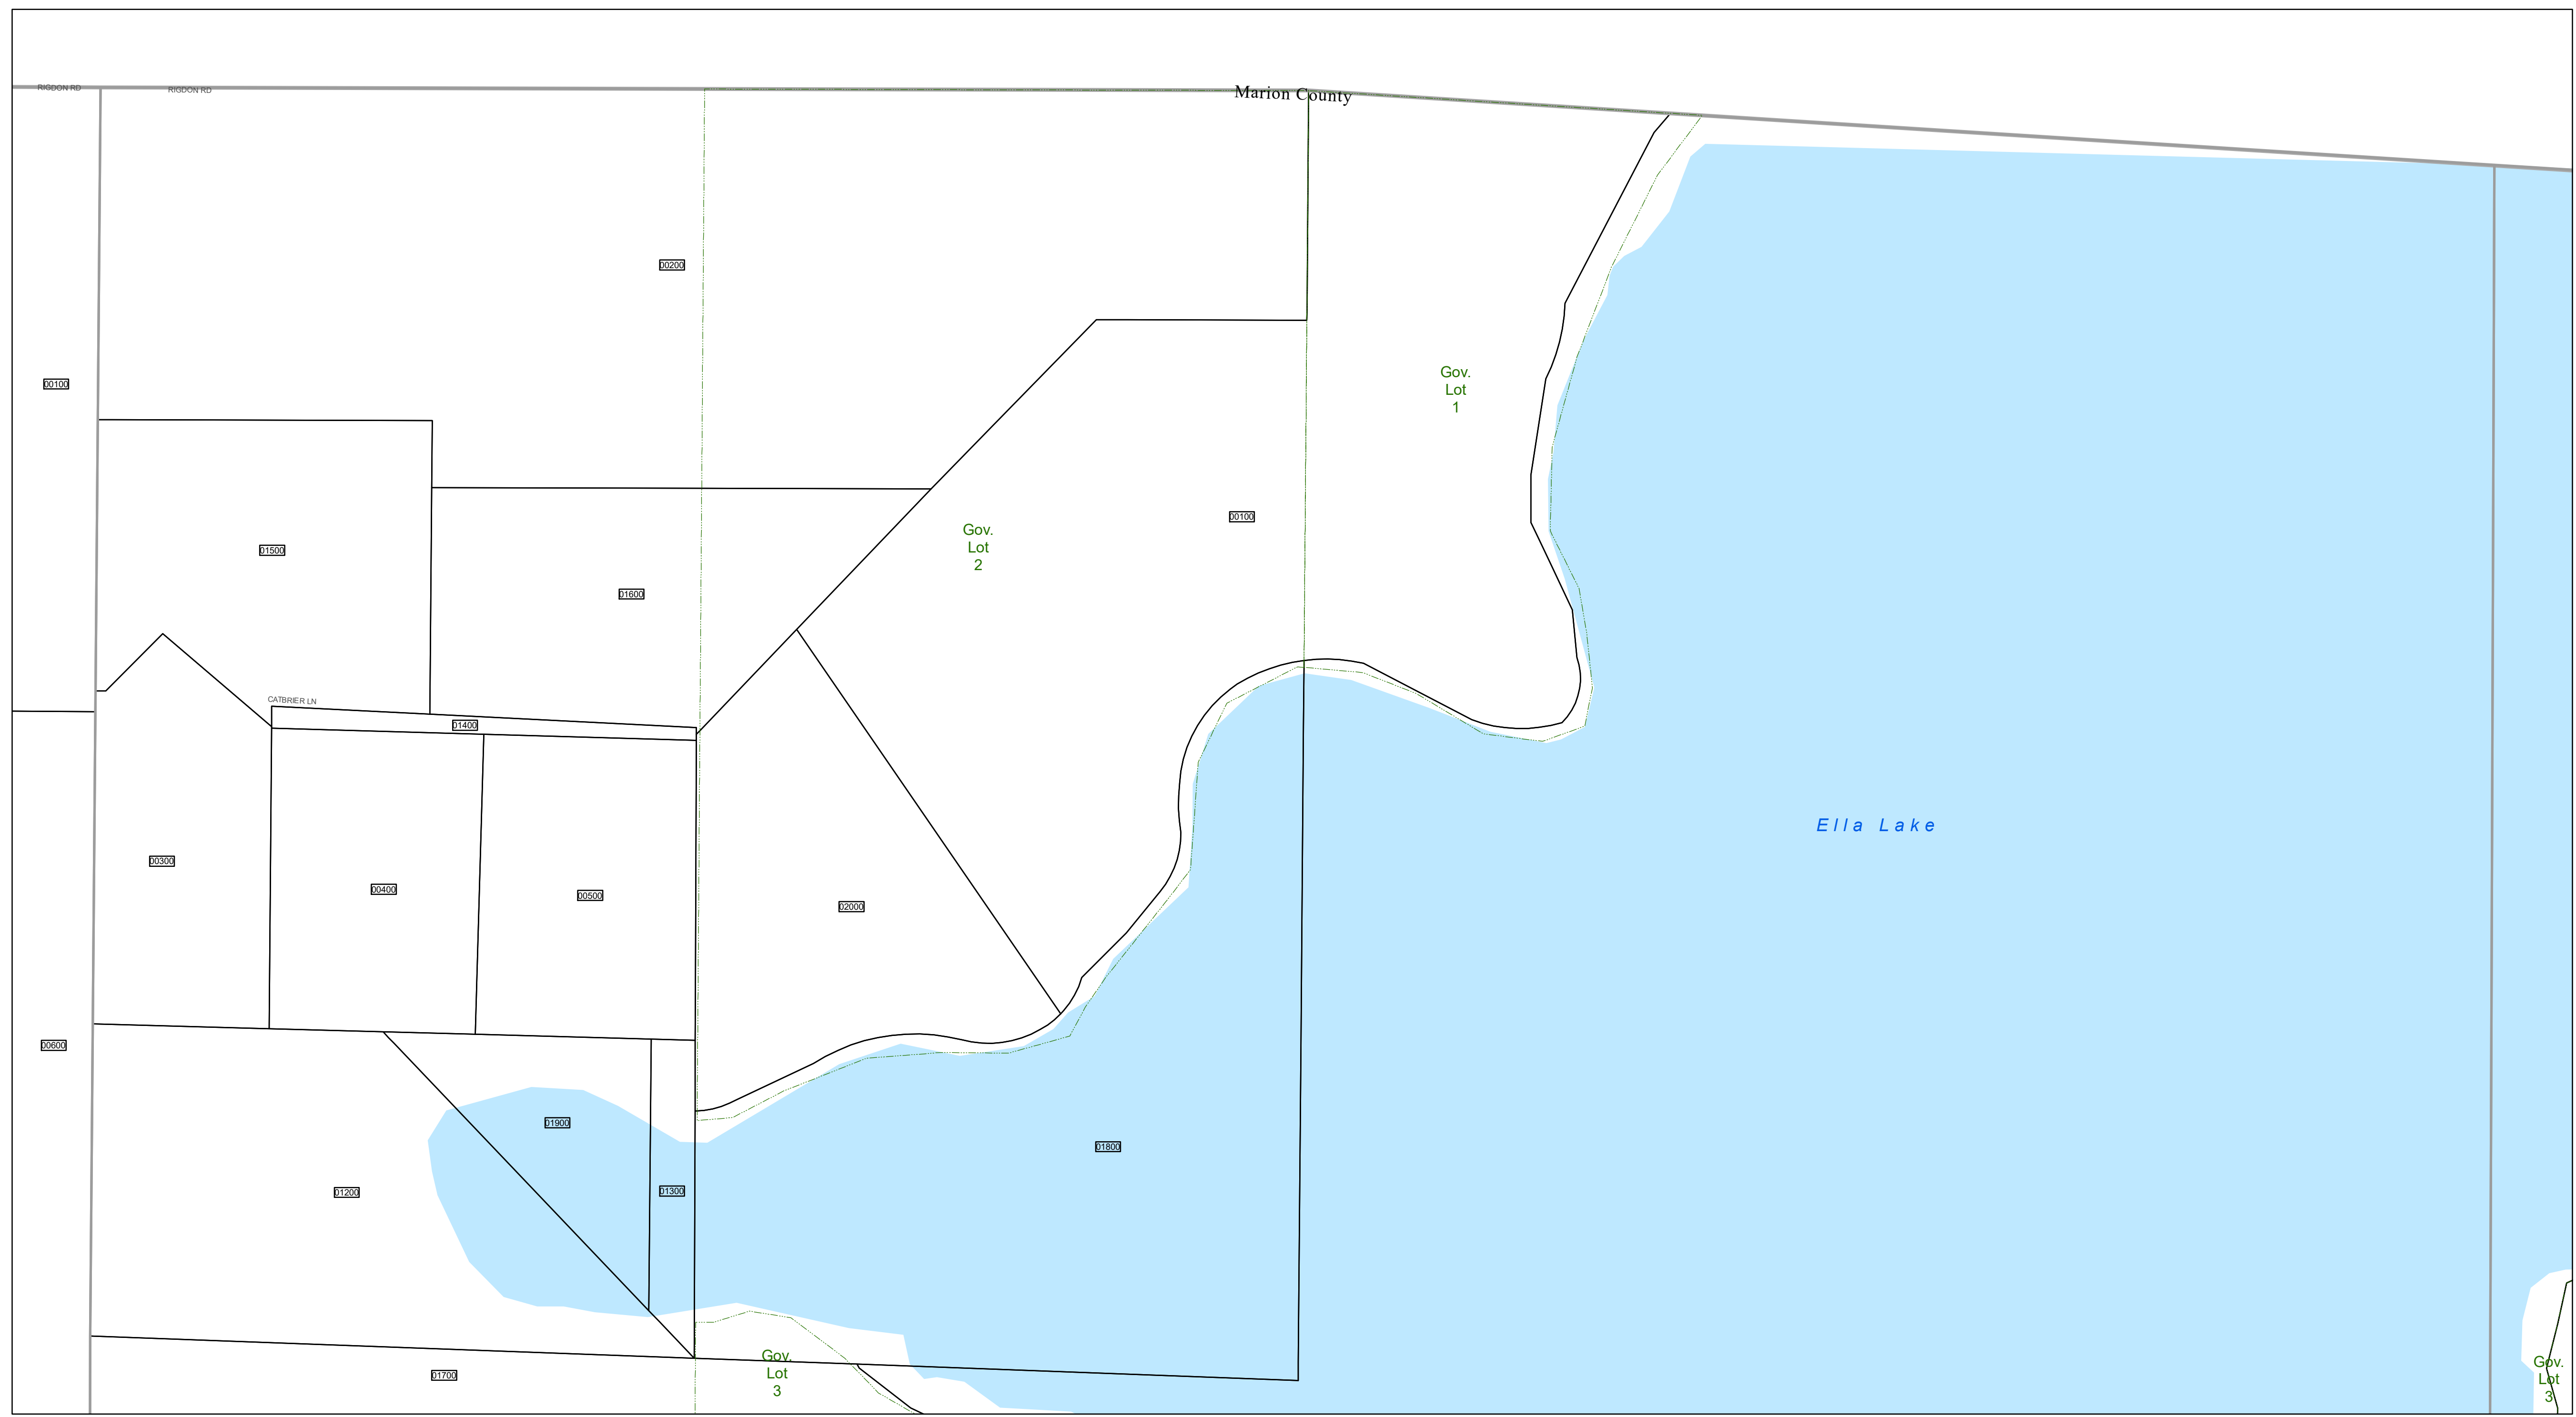 RIGDON RD
RIGDON RD
Marion County
00200
00100
Gov.
Lot
1
00100
Gov.
Lot
2
01500
01600
CATBRIER LN
01400
Ella Lake
00300
00400
00500
02000
00600
01900
01800
01200
01300
Gov.
Lot
3
01700
Gov.
Lot
3